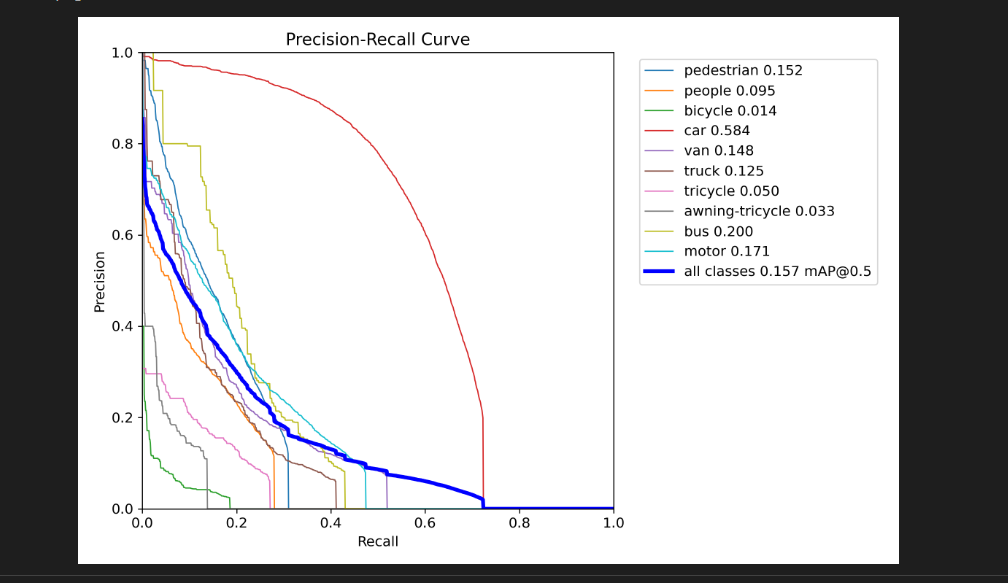 Precision-Recall Curve
1.0
0.8
0.6
0.4
0.2
0.0
Precision
0.0 0.2 0.4 0.6 0.8 1.0
Recall
pedestrian 0.152
people 0.095
bicycle 0.014
car 0.584
van 0.148
truck 0.125
tricycle 0.050
awning-tricycle 0.033
bus 0.200
motor 0.171
all classes 0.157 mAP@0.5